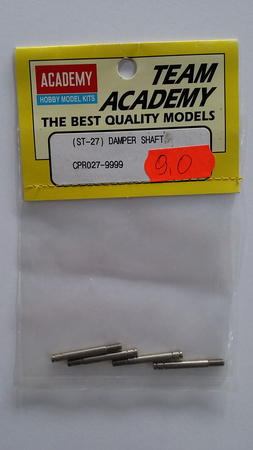 ACADEMY
HOBBY MODEL KITS
TEAM
ACADEMY
THE BEST QUALITY MODELS
(ST-27) DAMPER SHAFT
CPR027-9999
9,0